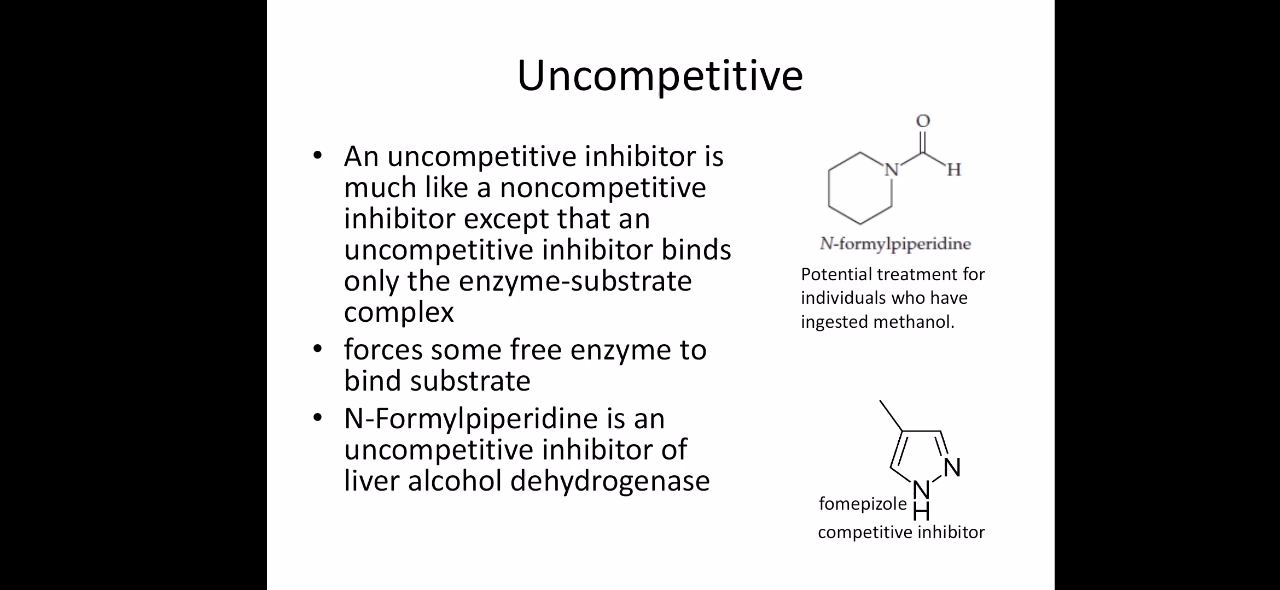 Uncompetitive
• An uncompetitive inhibitor is
much like a noncompetitive
inhibitor except that an
uncompetitive inhibitor binds
only the enzyme-substrate
complex
• forces some free enzyme to
bind substrate
• N-Formylpiperidine is an
uncompetitive inhibitor of
liver alcohol dehydrogenase
O
N
H
N-formylpiperidine
Potential treatment for
individuals who have
ingested methanol.
N
N
H
fomepizole
competitive inhibitor